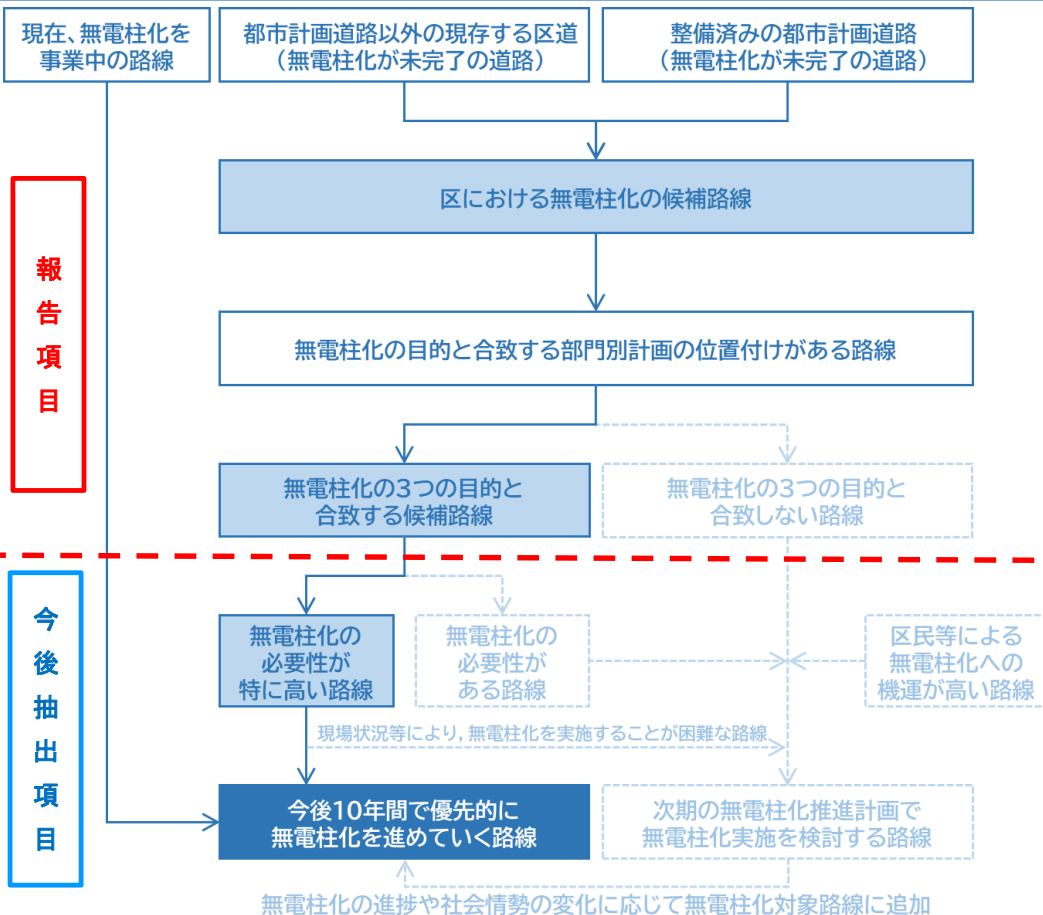 現在、無電柱化を
事業中の路線
都市計画道路以外の現存する区道
(無電柱化が未完了の道路)
整備済みの都市計画道路
(無電柱化が未完了の道路)
区における無電柱化の候補路線
報告項目
無電柱化の目的と合致する部門別計画の位置付けがある路線
無電柱化の3つの目的と
合致する候補路線
無電柱化の3つの目的と
合致しない路線
今後抽出項目
無電柱化の
必要性が
特に高い路線
無電柱化の
必要性が
ある路線
区民等による
無電柱化への
機運が高い路線
現場状況等により,無電柱化を実施することが困難な路線
今後10年間で優先的に
無電柱化を進めていく路線
次期の無電柱化推進計画で
無電柱化実施を検討する路線
無電柱化の進捗や社会情勢の変化に応じて無電柱化対象路線に追加